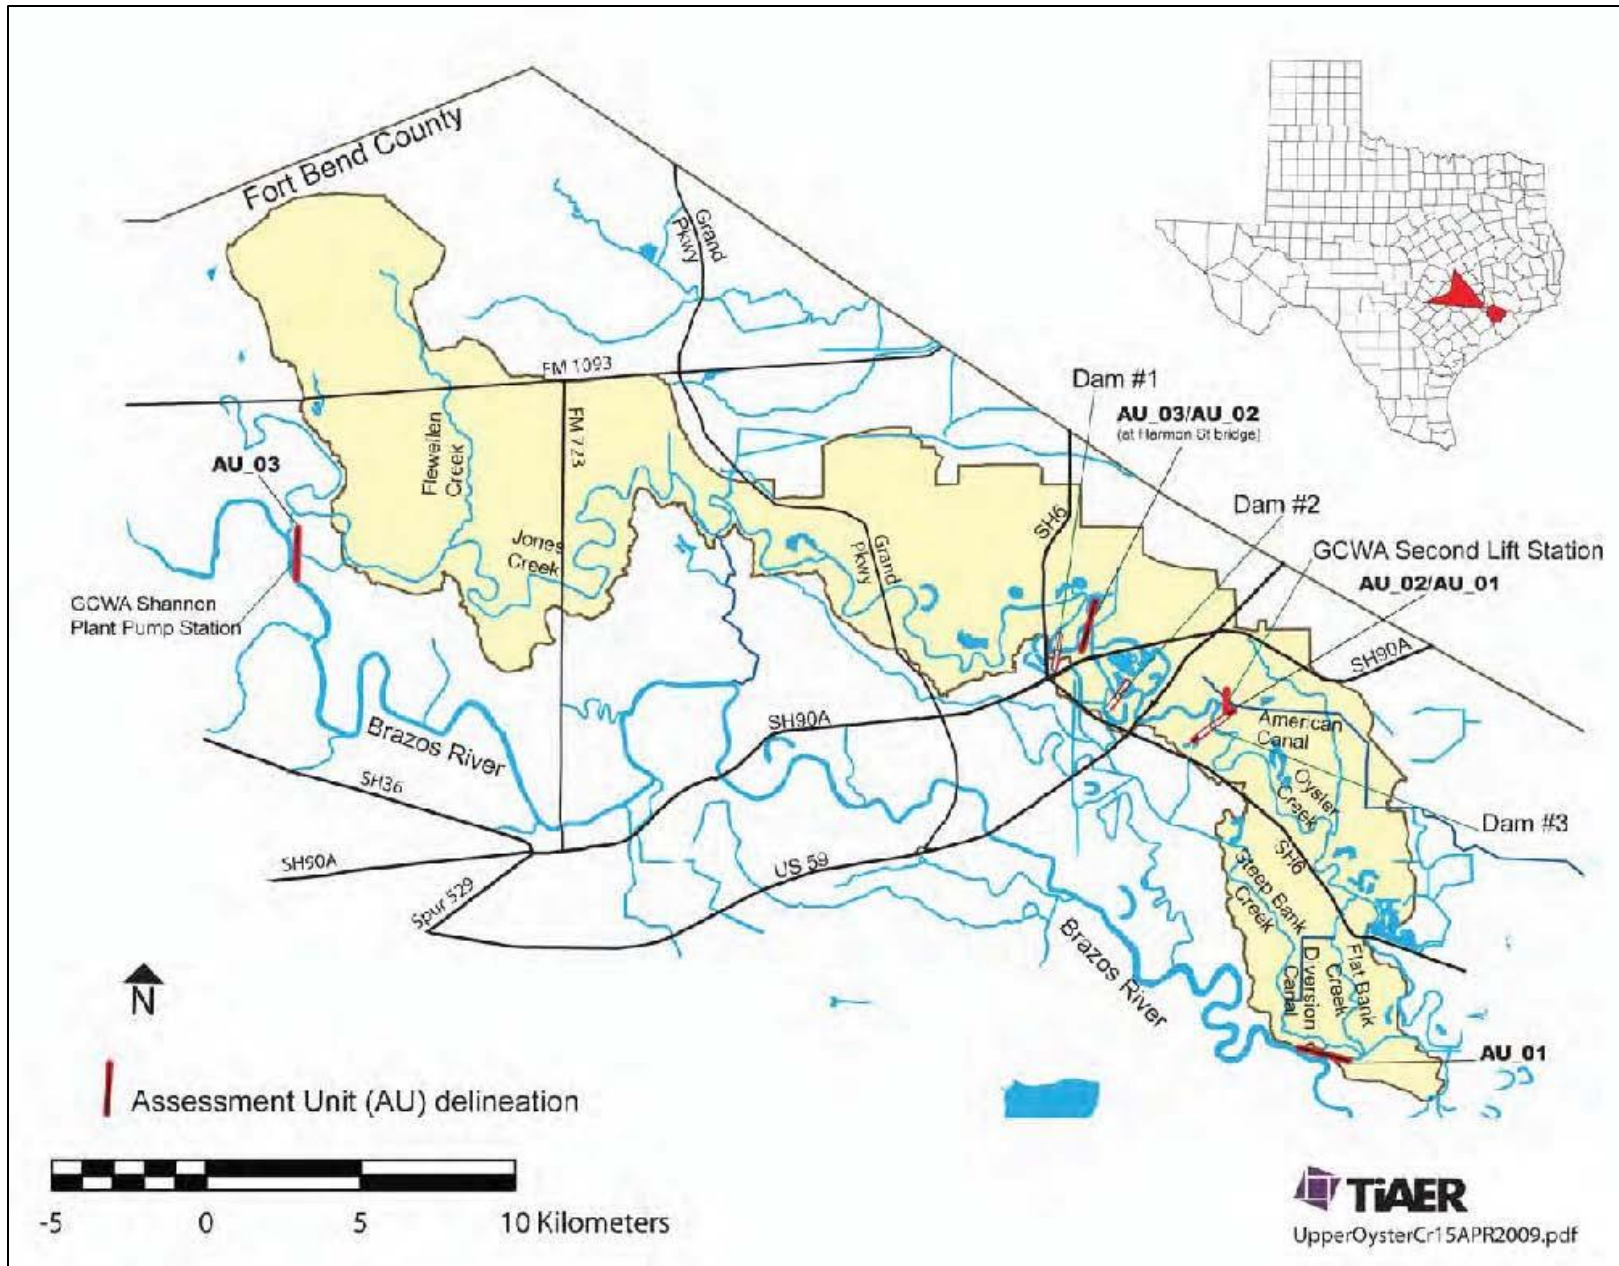 Fort Bend County
Grand
Pkwy
FM 1093
Dam #1
AU_03/AU_02
(at Harmon St bridge)
FM 723
Flewellen
Creek
AU_03
Dam #2
SH6
GCWA Second Lift Station
AU_02/AU_01
Jones
Creek
Grand
Pkwy
GCWA Shannon
Plant Pump Station
SH90A
SH90A
American
Canal
Brazos River
SH36
Oyster
Creek
Dam #3
SH90A
US 59
SH6
Spur 529
Steep Bank
Creek
Brazos River
Flat Bank
Creek
Diversion
Canal
N
AU_01
Assessment Unit (AU) delineation
-5 0 5 10 Kilometers
TIAER
UpperOysterCr15APR2009.pdf